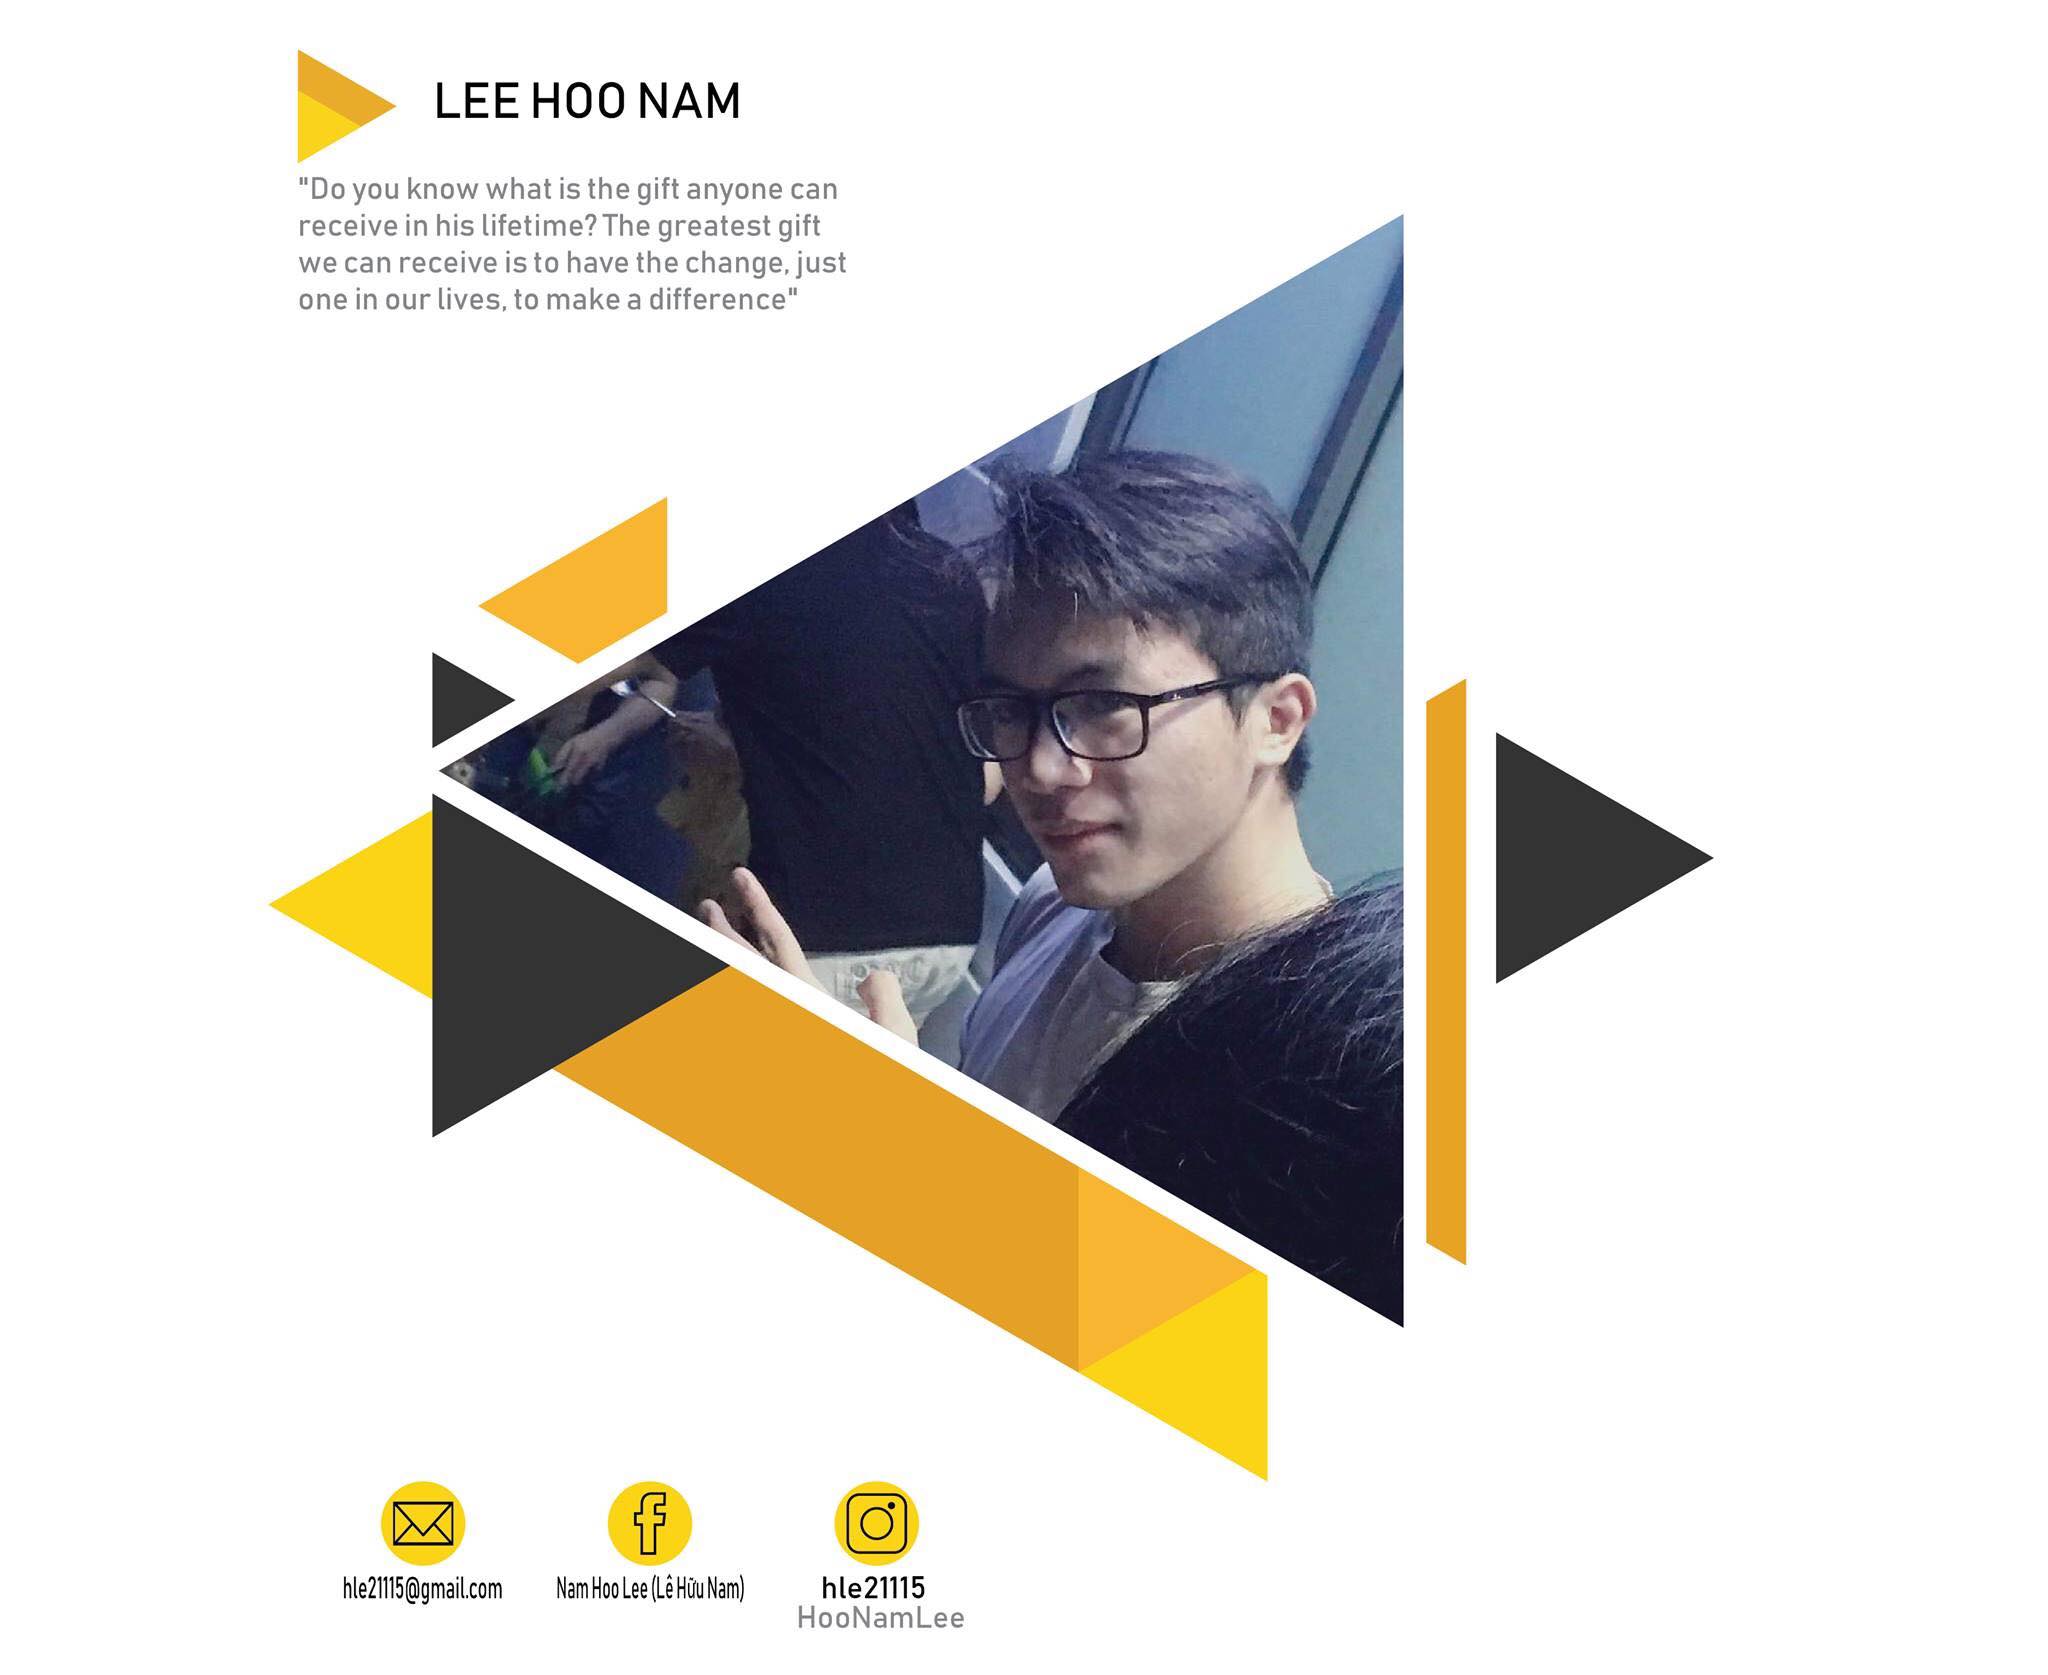 LEE HOO NAM
"Do you know what is the gift anyone can
receive in his lifetime? The greatest gift
we can receive is to have the change, just
one in our lives, to make a difference"
hle21115@gmail.com
Nam Hoo Lee (Lê Hữu Nam)
hle21115
HooNamLee